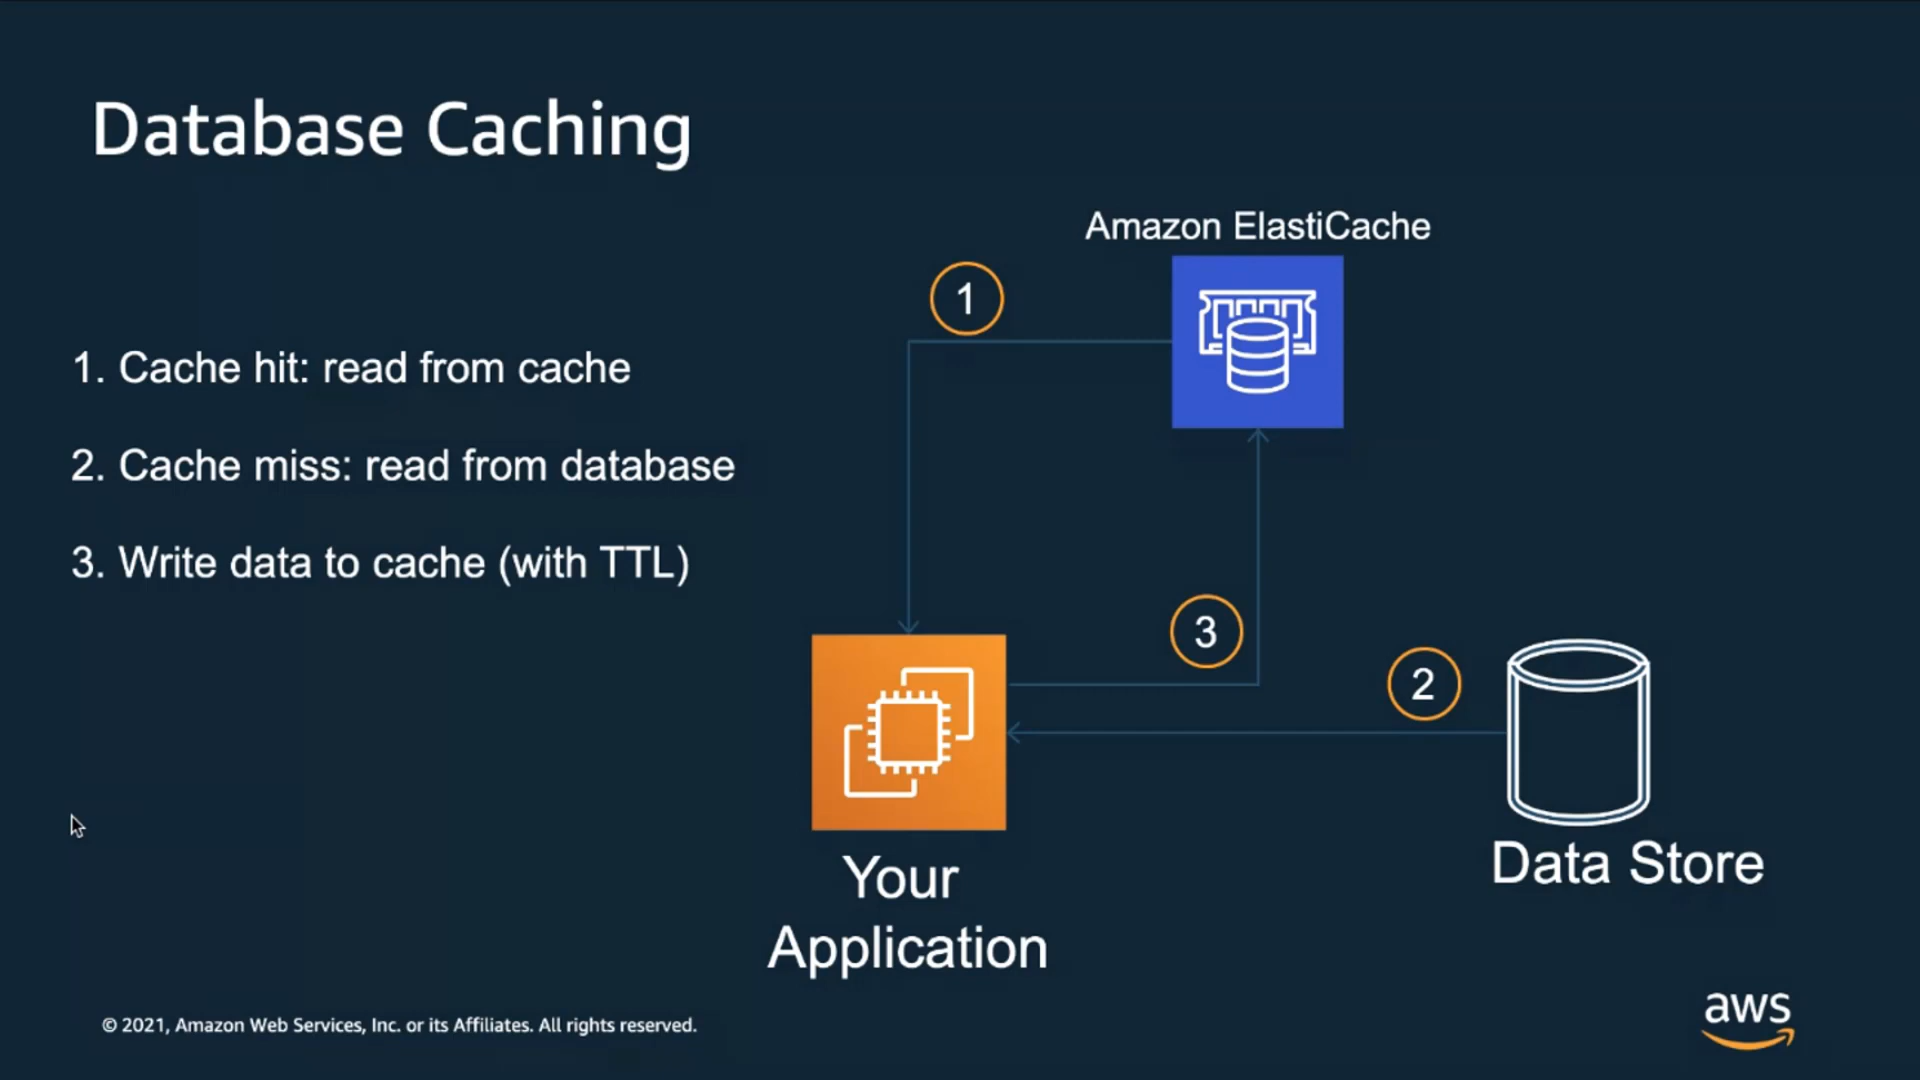 Database Caching
Amazon ElastiCache
1
1. Cache hit: read from cache
2. Cache miss: read from database
3. Write data to cache (with TTL)
3
2
Your
Application
Data Store
© 2021, Amazon Web Services, Inc. or its Affiliates. All rights reserved.
aws